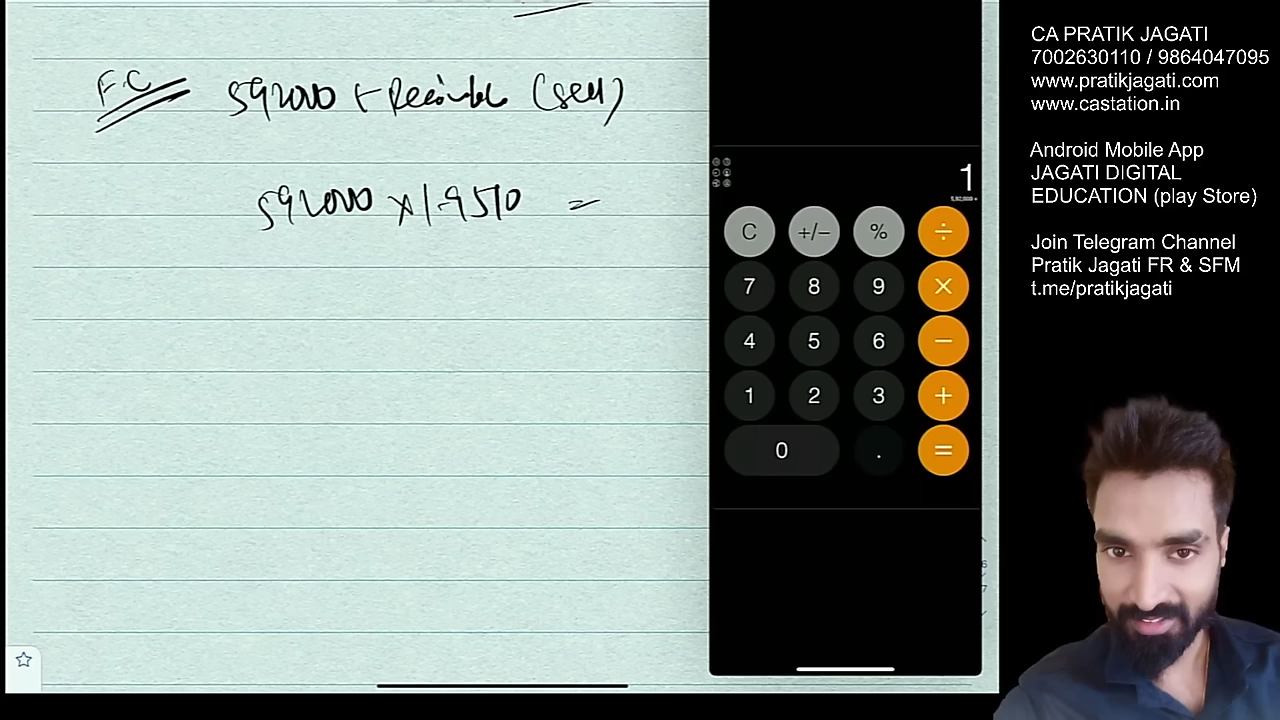 F.C 592000 £ Receivable (sell)
592000 × 1.9510 =
1
C +/− % ÷
7 8 9 ×
4 5 6 −
1 2 3 +
0 . =
CA PRATIK JAGATI
7002630110 / 9864047095
www.pratikjagati.com
www.castation.in
Android Mobile App
JAGATI DIGITAL
EDUCATION (play Store)
Join Telegram Channel
Pratik Jagati FR & SFM
t.me/pratikjagati